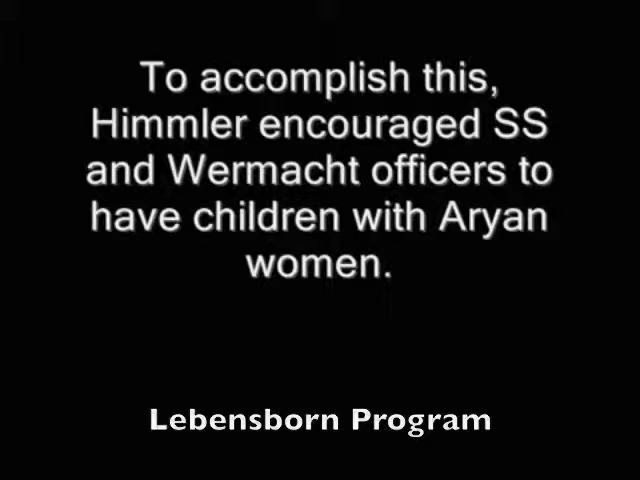 To accomplish this,
Himmler encouraged SS
and Wermacht officers to
have children with Aryan
women.
Lebensborn Program